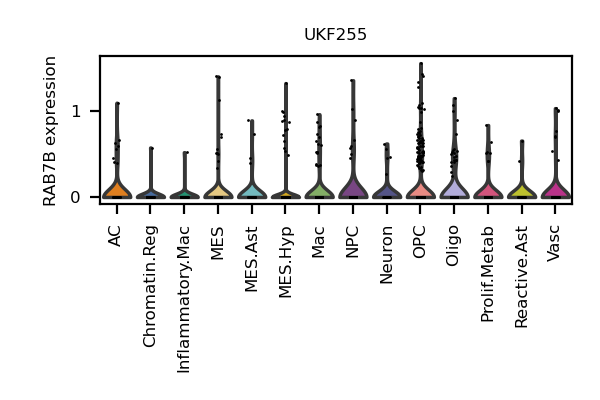 UKF255
RAB7B expression
1
0
AC
Chromatin.Reg
Inflammatory.Mac
MES
MES.Ast
MES.Hyp
Mac
NPC
Neuron
OPC
Oligo
Prolif.Metab
Reactive.Ast
Vasc